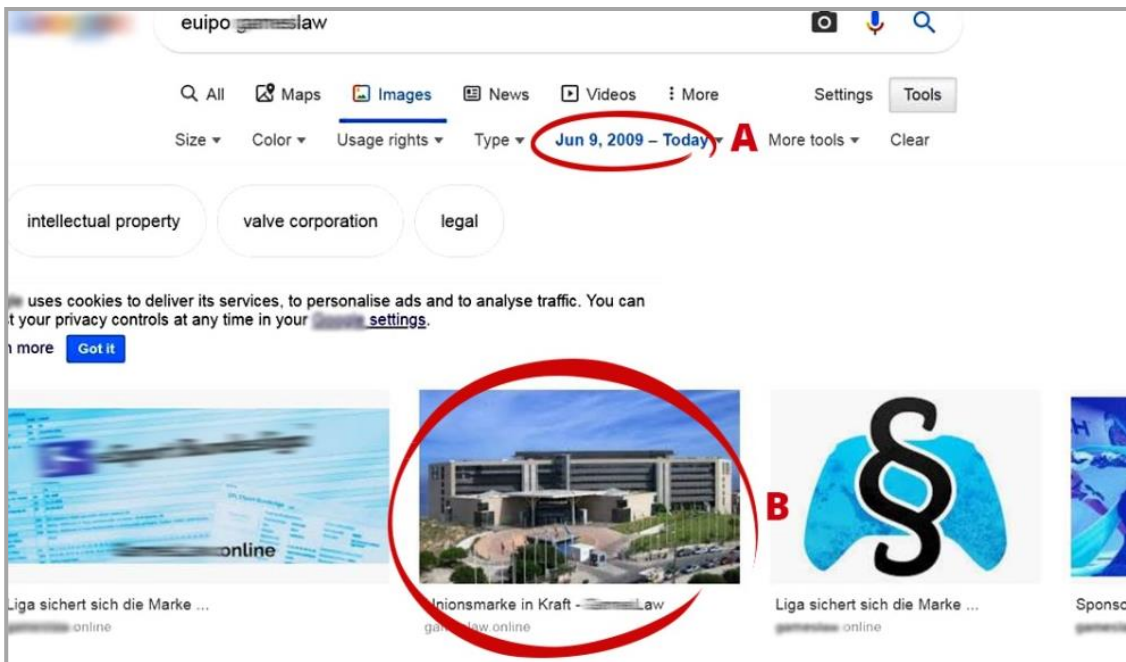 euipo law
All Maps Images News Videos More Settings Tools
Size Color Usage rights Type Jun 9, 2009 – Today A More tools Clear
intellectual property valve corporation legal
uses cookies to deliver its services, to personalise ads and to analyse traffic. You can
t your privacy controls at any time in your settings.
n more Got it
B
online
Liga sichert sich die Marke ... Unionsmarke in Kraft - Law Liga sichert sich die Marke ... Sponso
online law.online online